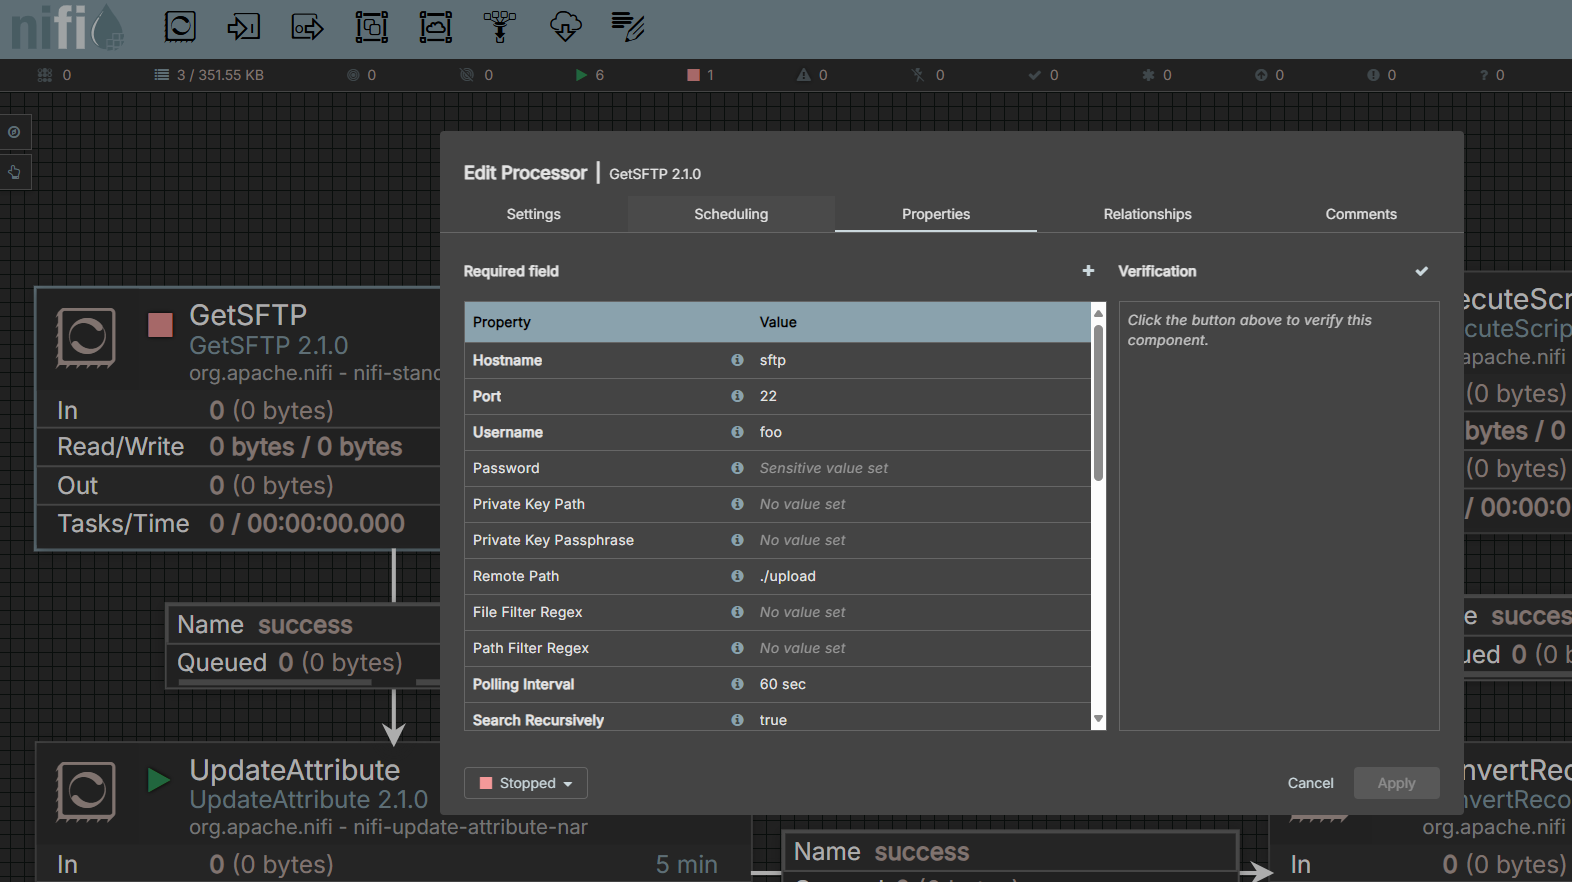 nifi
0
3 / 351.55 KB
0
0
6
1
0
0
0
0
0
0
? 0
Edit Processor | GetSFTP 2.1.0
Settings
Scheduling
Properties
Relationships
Comments
Required field
Verification
Property Value
Hostname sftp
Port 22
Username foo
Password Sensitive value set
Private Key Path No value set
Private Key Passphrase No value set
Remote Path ./upload
File Filter Regex No value set
Path Filter Regex No value set
Polling Interval 60 sec
Search Recursively true
Click the button above to verify this
component.
Stopped
Cancel
Apply
GetSFTP
GetSFTP 2.1.0
org.apache.nifi - nifi-stand
In 0 (0 bytes)
Read/Write 0 bytes / 0 bytes
Out 0 (0 bytes)
Tasks/Time 0 / 00:00:00.000
Name success
Queued 0 (0 bytes)
UpdateAttribute
UpdateAttribute 2.1.0
org.apache.nifi - nifi-update-attribute-nar
In 0 (0 bytes) 5 min
Name success
ecuteScri
cuteScrip
apache.nifi
(0 bytes)
bytes / 0
(0 bytes)
/ 00:00:0
e succes
ued 0 (0 b
nvertRec
nvertReco
org.apache.nifi
In 0 (0 bytes)